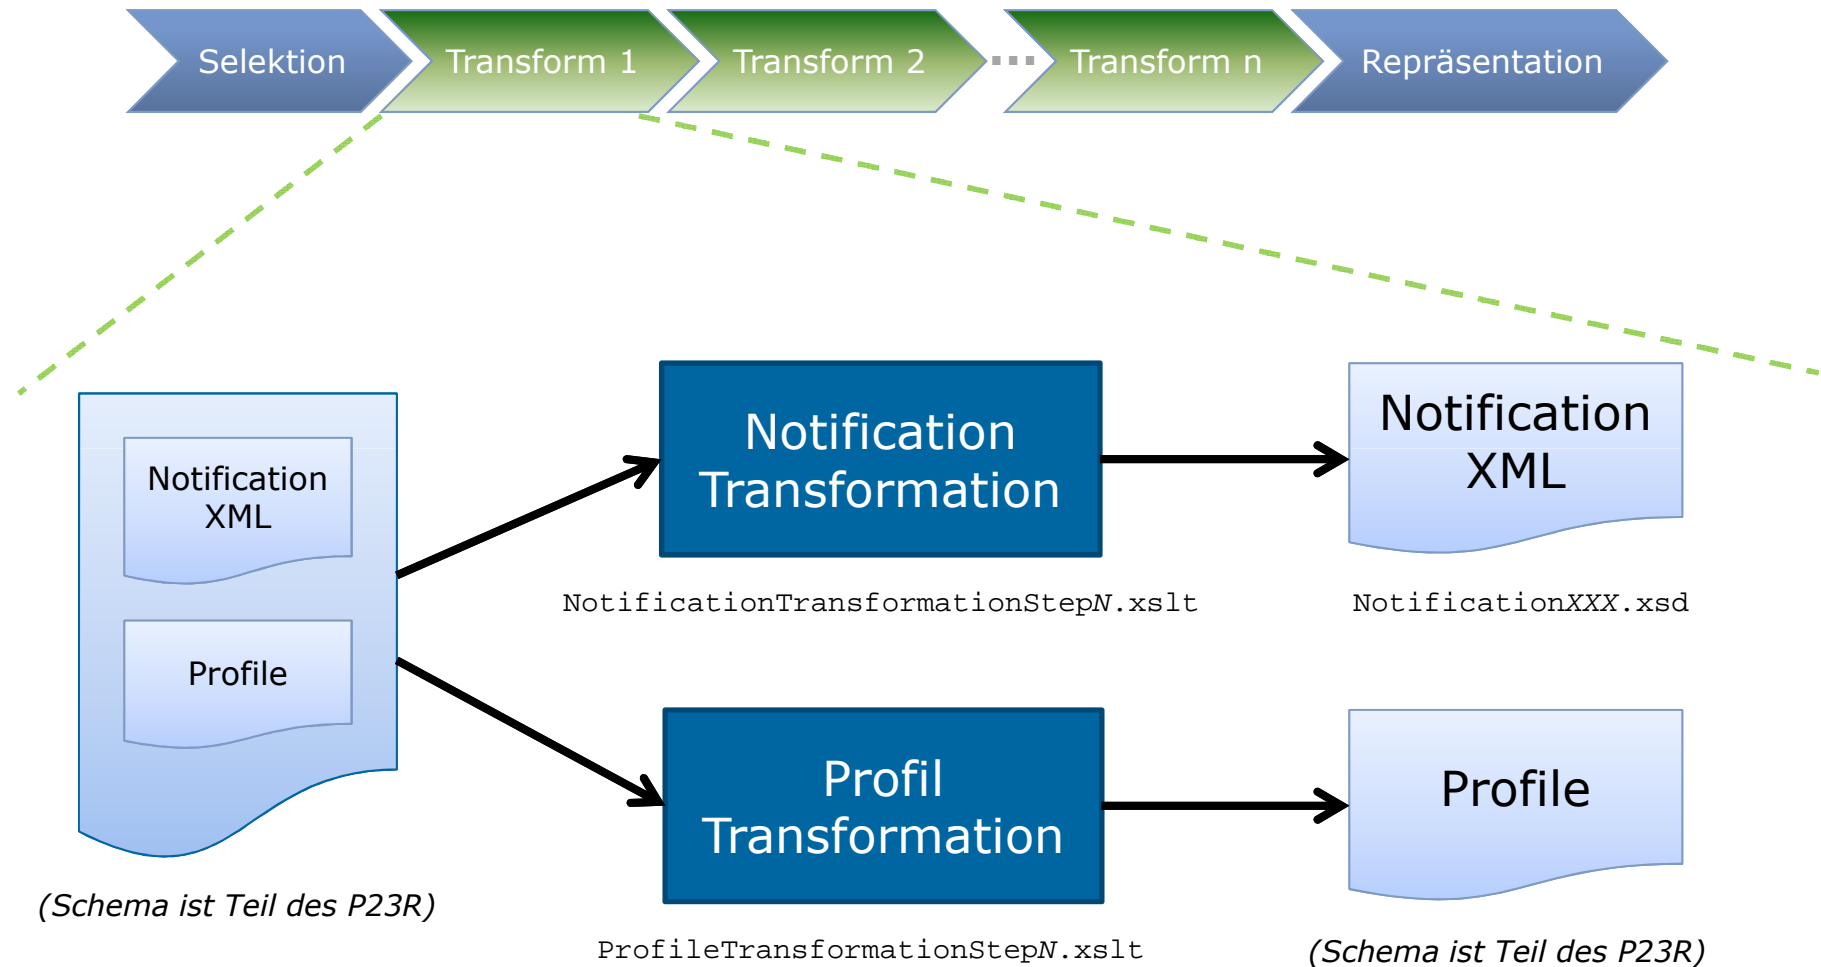 Selektion
Transform 1
Transform 2
...
Transform n
Repräsentation
Notification
XML
Profile
(Schema ist Teil des P23R)
Notification
Transformation
NotificationTransformationStepN.xslt
Notification
XML
NotificationXXX.xsd
Profil
Transformation
ProfileTransformationStepN.xslt
Profile
(Schema ist Teil des P23R)